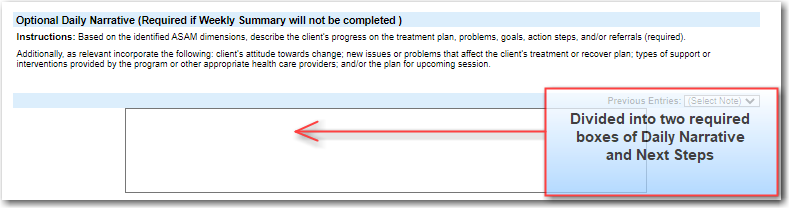 Optional Daily Narrative (Required if Weekly Summary will not be completed )
Instructions: Based on the identified ASAM dimensions, describe the client's progress on the treatment plan, problems, goals, action steps, and/or referrals (required).
Additionally, as relevant incorporate the following: client's attitude towards change; new issues or problems that affect the client's treatment or recover plan; types of support or
interventions provided by the program or other appropriate health care providers; and/or the plan for upcoming session.
Previous Entries: (Select Note)
Divided into two required
boxes of Daily Narrative
and Next Steps